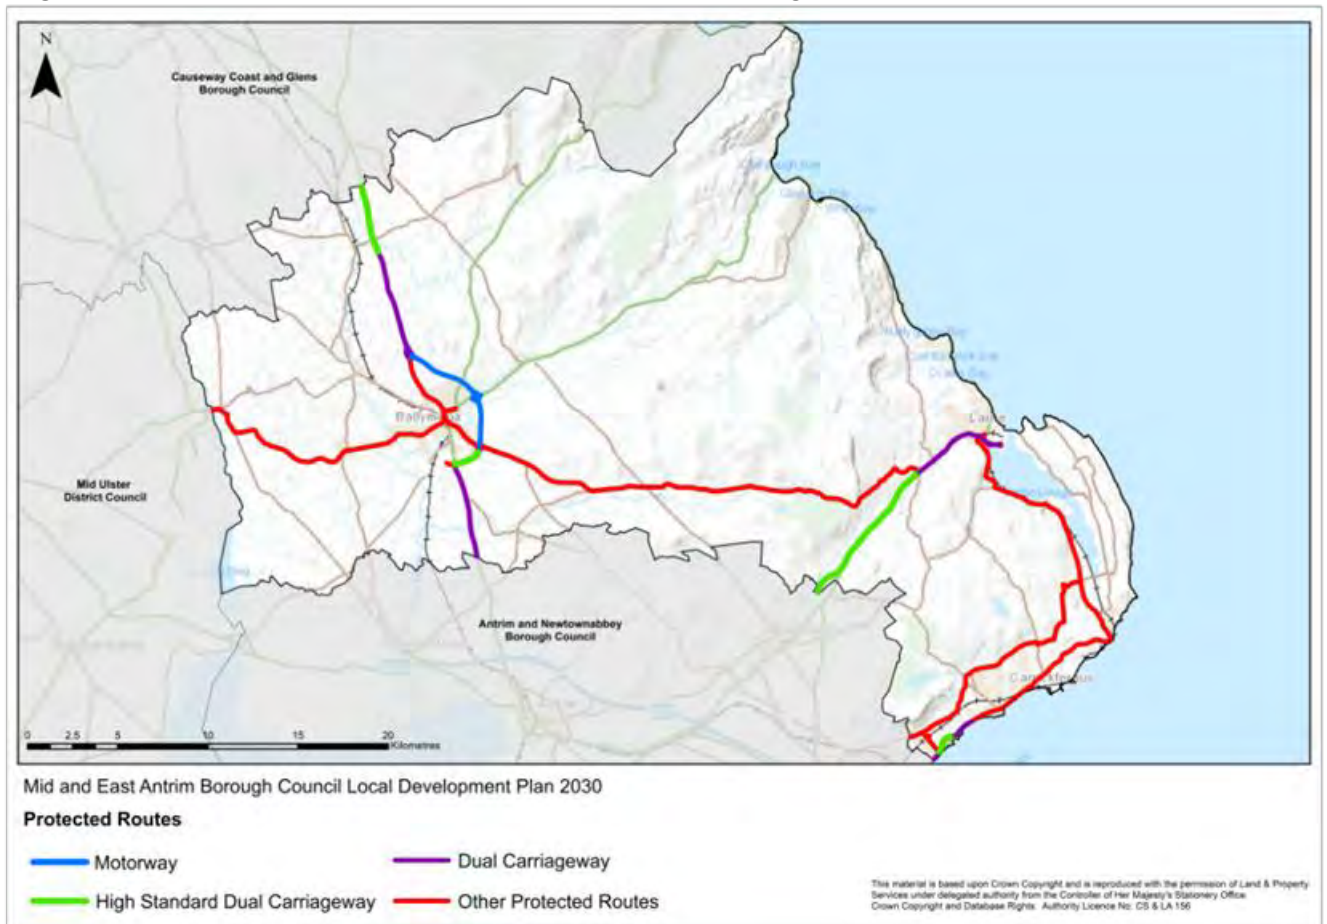 N
Causeway Coast and Glens
Borough Council
Larne
Ballymena
Mid Ulster
District Council
Antrim and Newtownabbey
Borough Council
Carrickfergus
0 2.5 5 10 15 20
Kilometres
Mid and East Antrim Borough Council Local Development Plan 2030
Protected Routes
Motorway
Dual Carriageway
High Standard Dual Carriageway
Other Protected Routes
This material is based upon Crown Copyright and is reproduced with the permission of Land & Property
Services under delegated authority from the Controller of Her Majesty's Stationery Office.
Crown Copyright and Database Rights. Authority Licence No: CS & LA 156